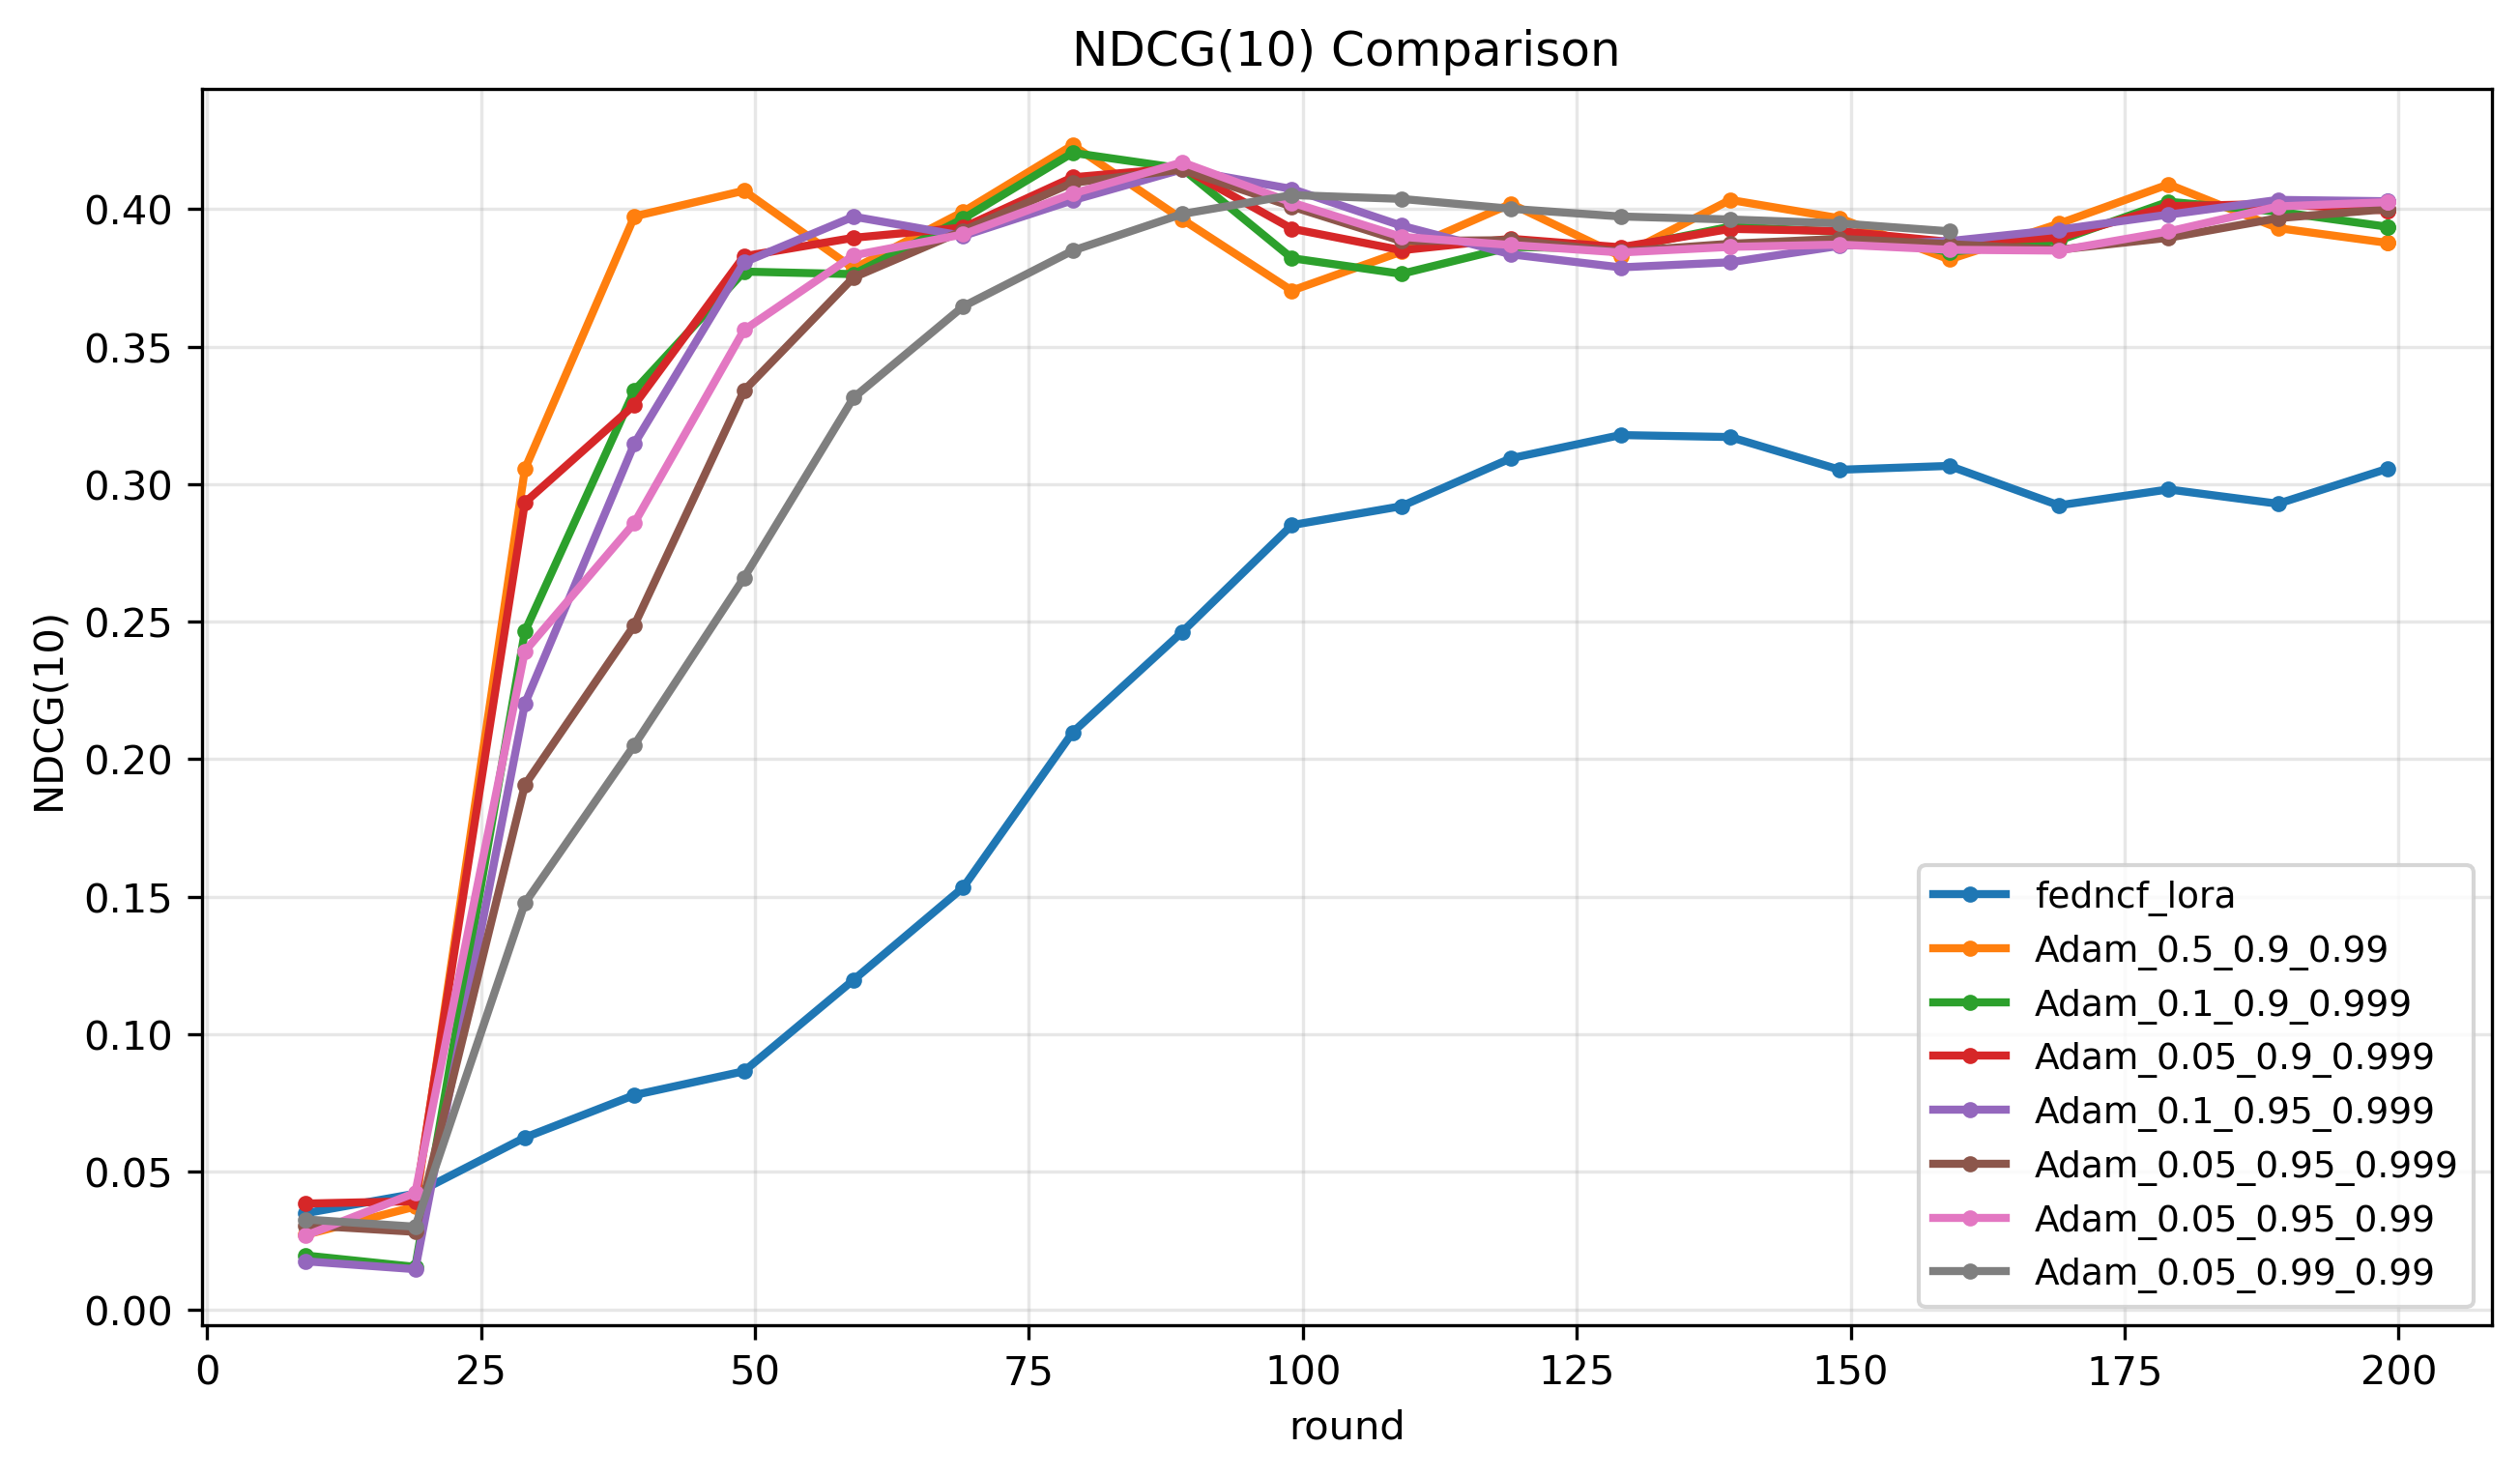 NDCG(10) Comparison
NDCG(10)
0.40
0.35
0.30
0.25
0.20
0.15
0.10
0.05
0.00
0 25 50 75 100 125 150 175 200
round
fedncf_lora
Adam_0.5_0.9_0.99
Adam_0.1_0.9_0.999
Adam_0.05_0.9_0.999
Adam_0.1_0.95_0.999
Adam_0.05_0.95_0.999
Adam_0.05_0.95_0.99
Adam_0.05_0.99_0.99